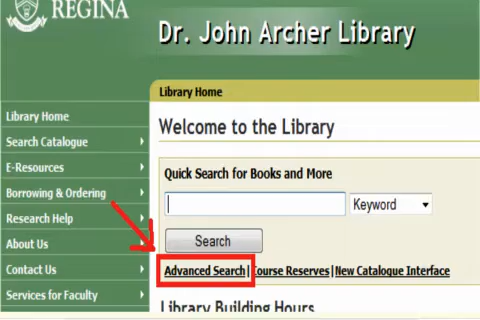 REGINA
Dr. John Archer Library
Library Home
Library Home
Search Catalogue
E-Resources
Borrowing & Ordering
Research Help
About Us
Contact Us
Services for Faculty
Welcome to the Library
Quick Search for Books and More
Keyword
Search
Advanced Search|Course Reserves|New Catalogue Interface
Library Building Hours